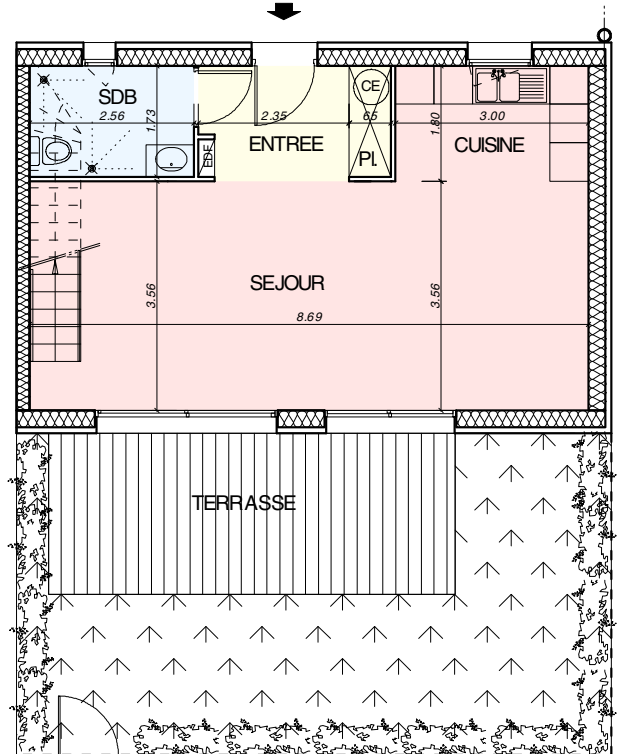 CE
SDB
2.56
1.73
2.35
65
1.80
3.00
ENTREE
CUISINE
EDF
Pl.
SEJOUR
3.56
3.56
8.69
TERRASSE